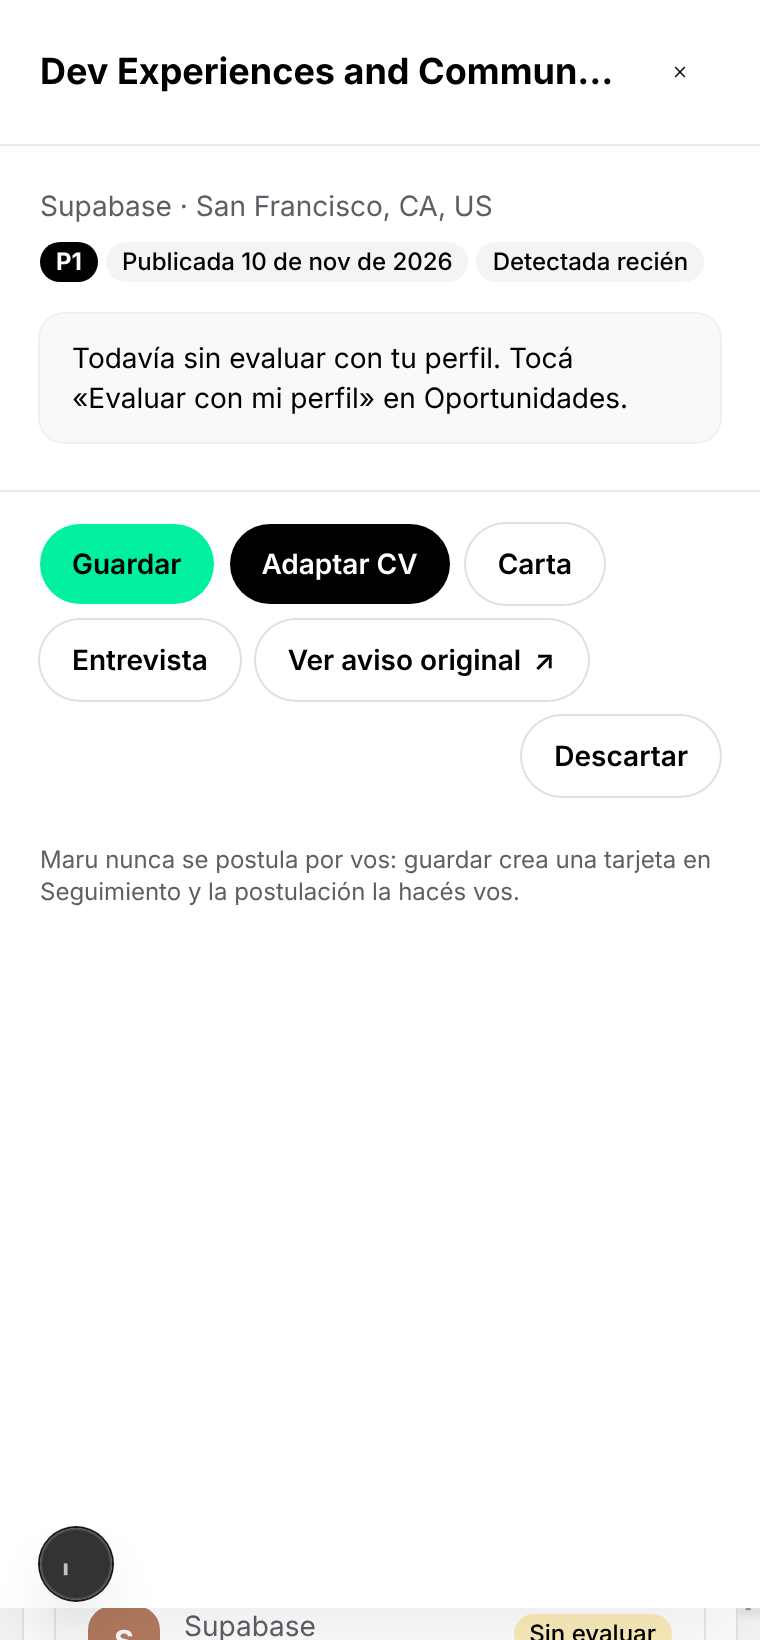 Dev Experiences and Commun...
Supabase · San Francisco, CA, US
P1 Publicada 10 de nov de 2026 Detectada recién
Todavía sin evaluar con tu perfil. Tocá
«Evaluar con mi perfil» en Oportunidades.
Guardar Adaptar CV Carta
Entrevista Ver aviso original ↗
Descartar
Maru nunca se postula por vos: guardar crea una tarjeta en
Seguimiento y la postulación la hacés vos.
S Supabase Sin evaluar